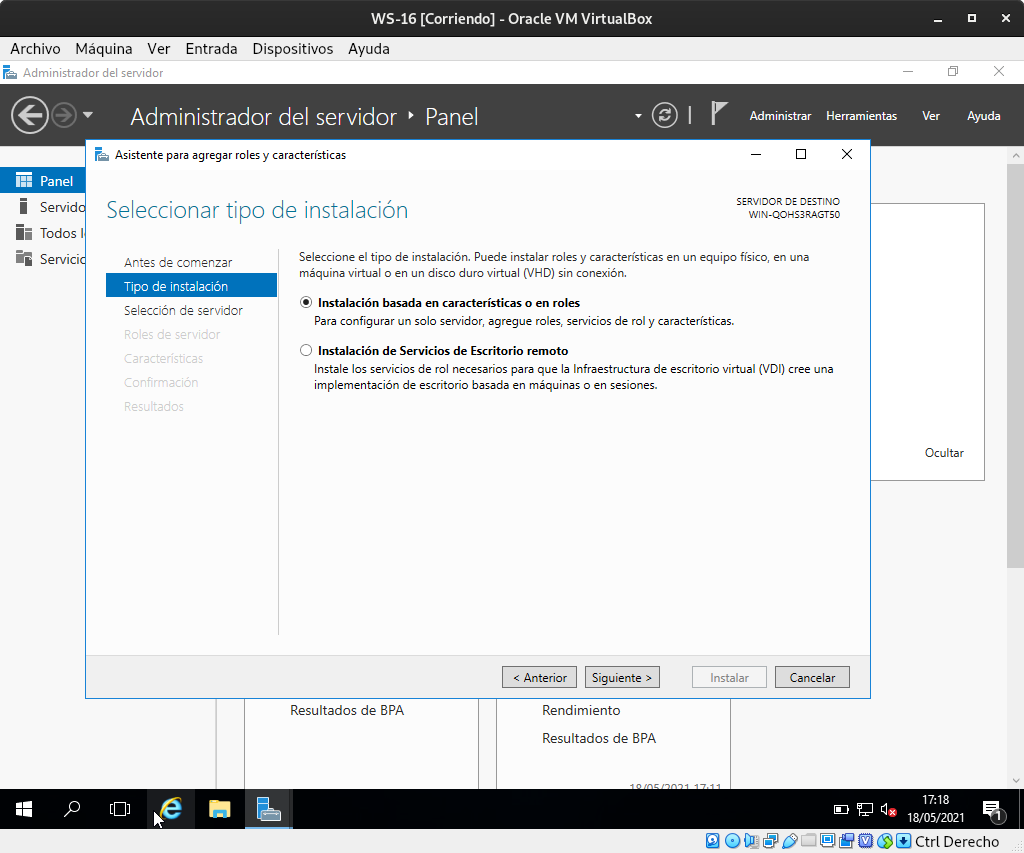 WS-16 [Corriendo] - Oracle VM VirtualBox
Archivo Máquina Ver Entrada Dispositivos Ayuda
Administrador del servidor
Administrador del servidor Panel
Administrar Herramientas Ver Ayuda
Asistente para agregar roles y características
Panel
Todos
Seleccionar tipo de instalación
SERVIDOR DE DESTINO
WIN-QOHS3RAGT50
Antes de comenzar
Tipo de instalación
Selección de servidor
Roles de servidor
Características
Confirmación
Resultados
Seleccione el tipo de instalación. Puede instalar roles y características en un equipo físico, en una
máquina virtual o en un disco duro virtual (VHD) sin conexión.
Instalación basada en características o en roles
Para configurar un solo servidor, agregue roles, servicios de rol y características.
Instalación de Servicios de Escritorio remoto
Instale los servicios de rol necesarios para que la Infraestructura de escritorio virtual (VDI) cree una
implementación de escritorio basada en máquinas o en sesiones.
Ocultar
< Anterior Siguiente > Instalar Cancelar
Resultados de BPA
Rendimiento
Resultados de BPA
18/05/2021 17:11
17:18
18/05/2021
1
Ctrl Derecho